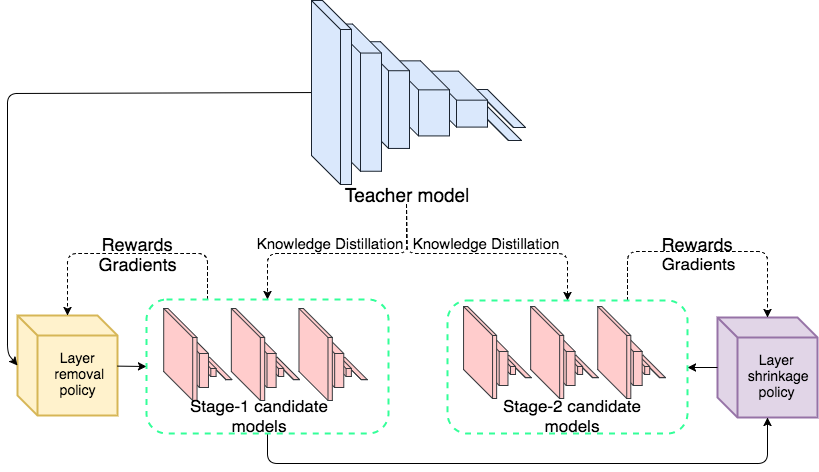 Teacher model
Rewards
Gradients
Knowledge Distillation
Knowledge Distillation
Rewards
Gradients
Layer
removal
policy
Stage-1 candidate
models
Stage-2 candidate
models
Layer
shrinkage
policy